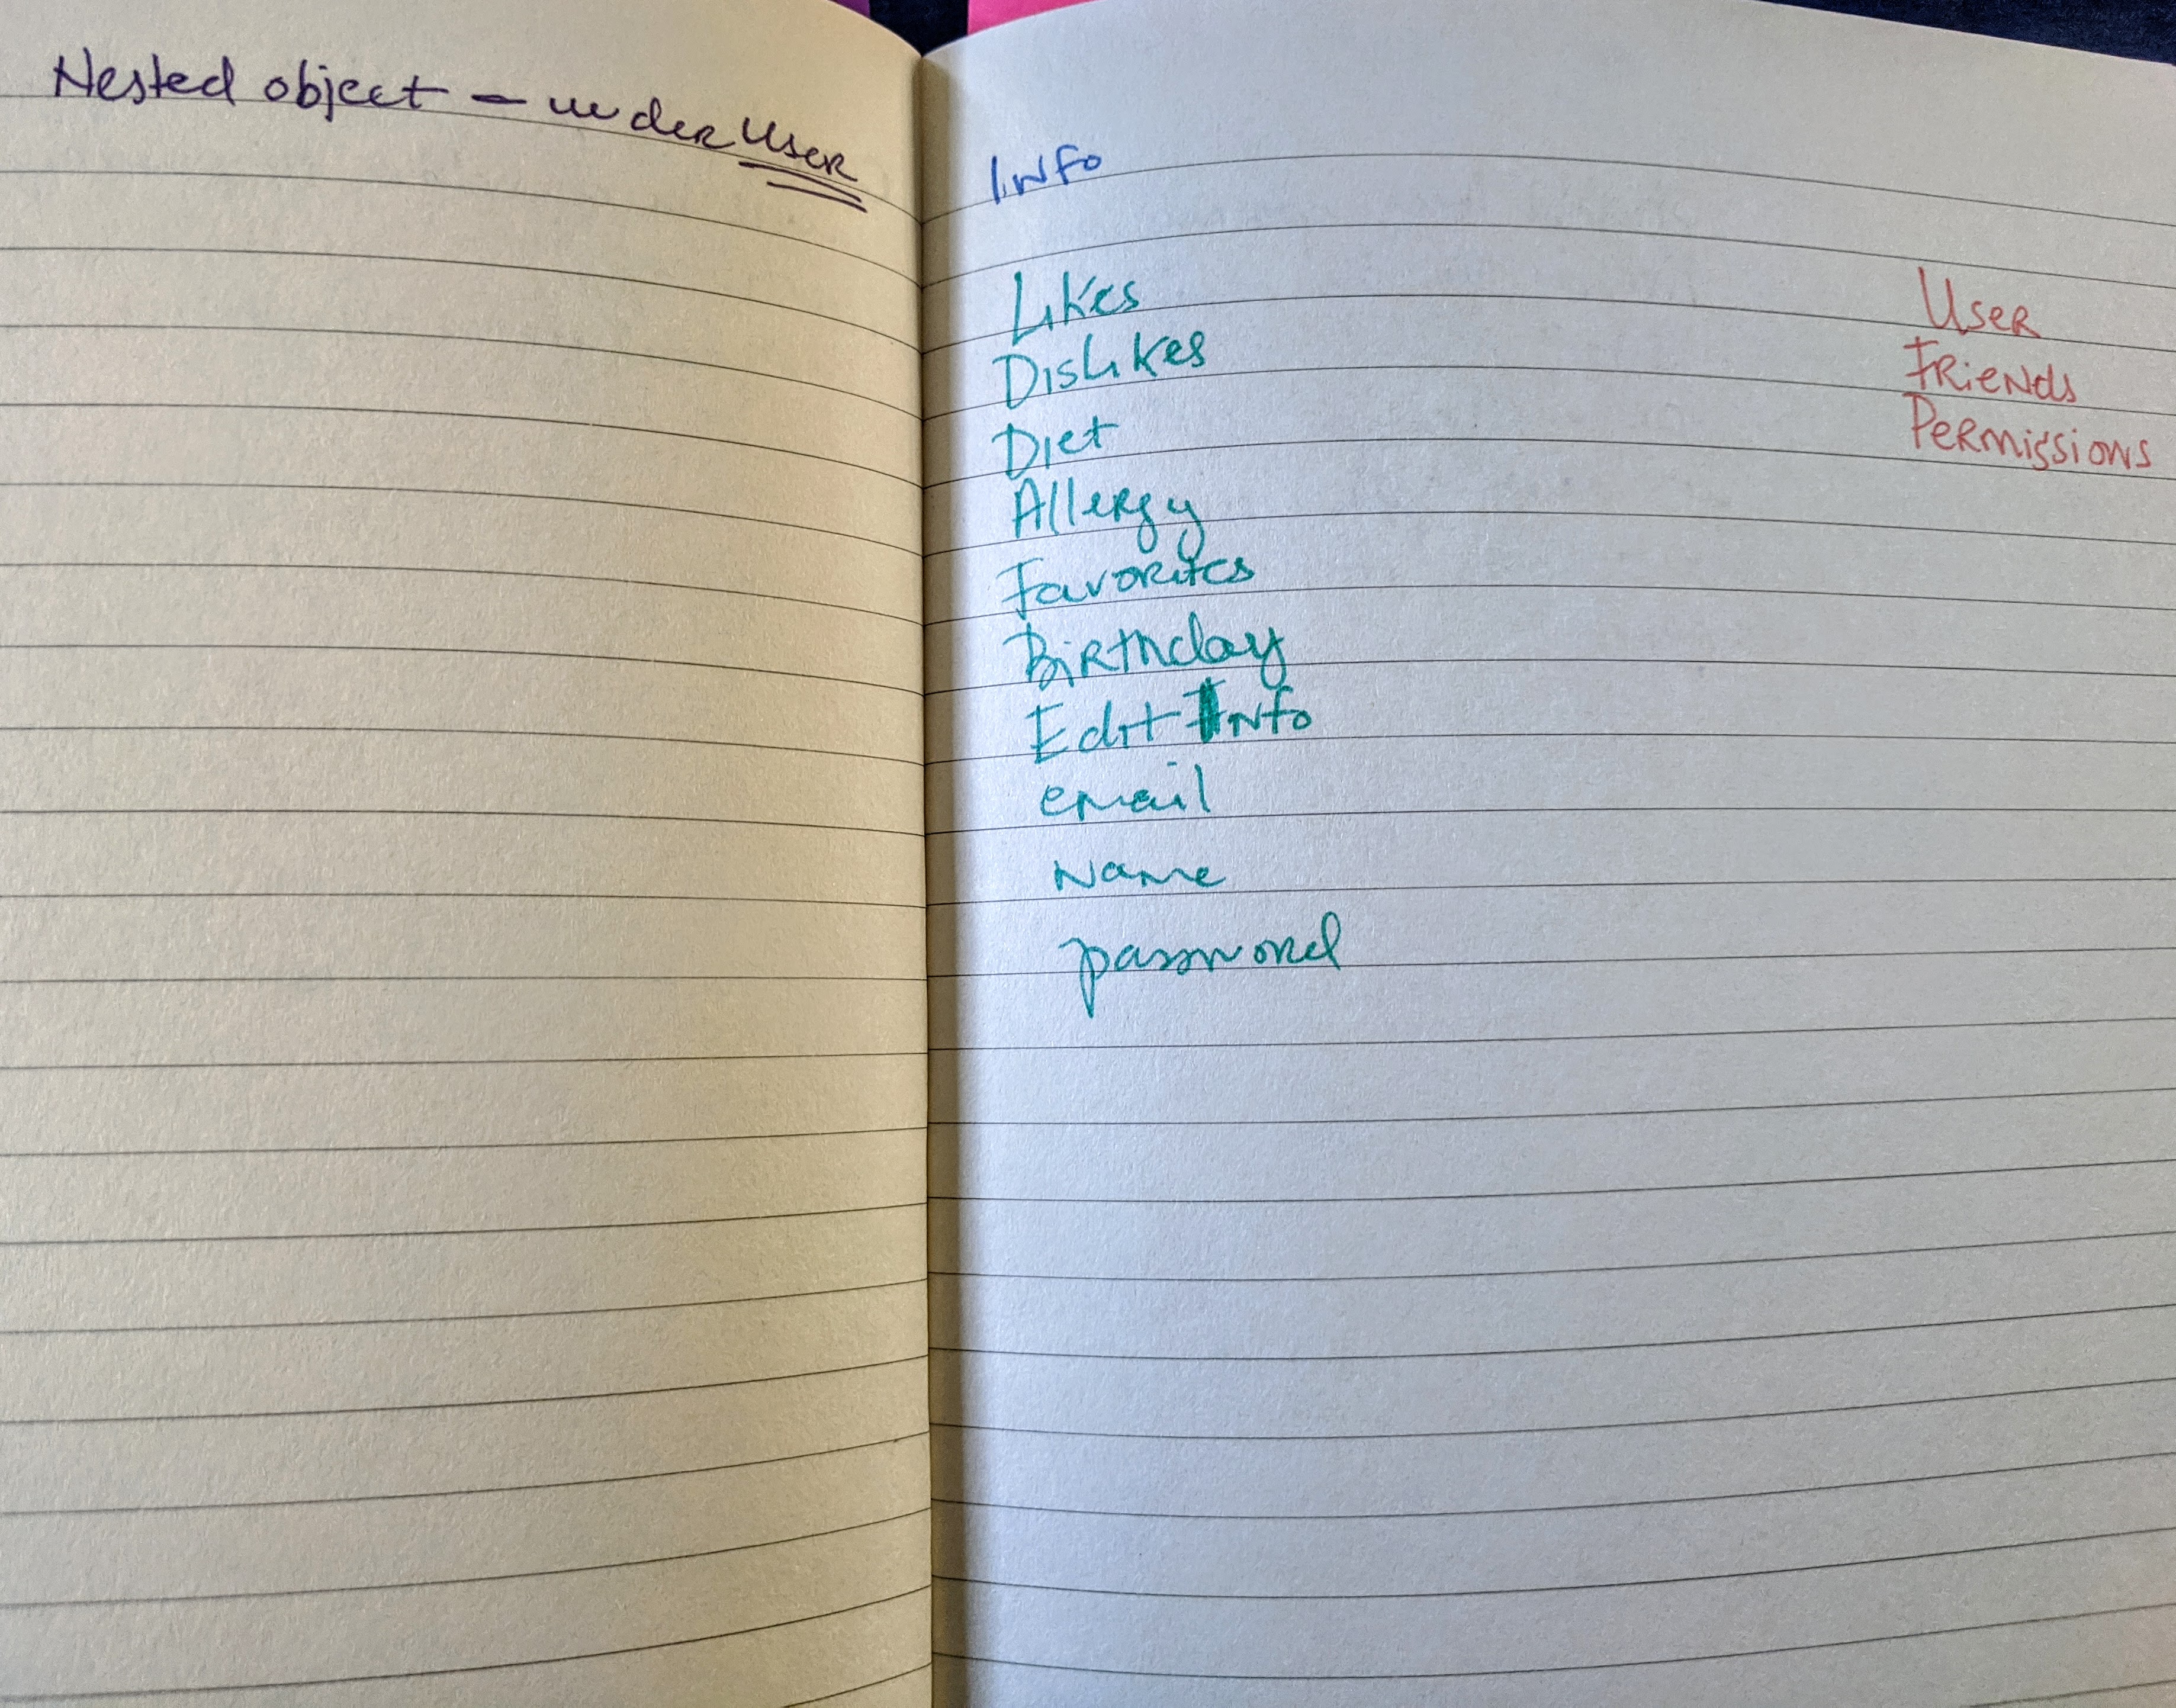 Nested object - under User
Info
Likes
Dislikes
Diet
Allergy
Favorites
Birthday
Edit Info
email
Name
password
User
Friends
Permissions